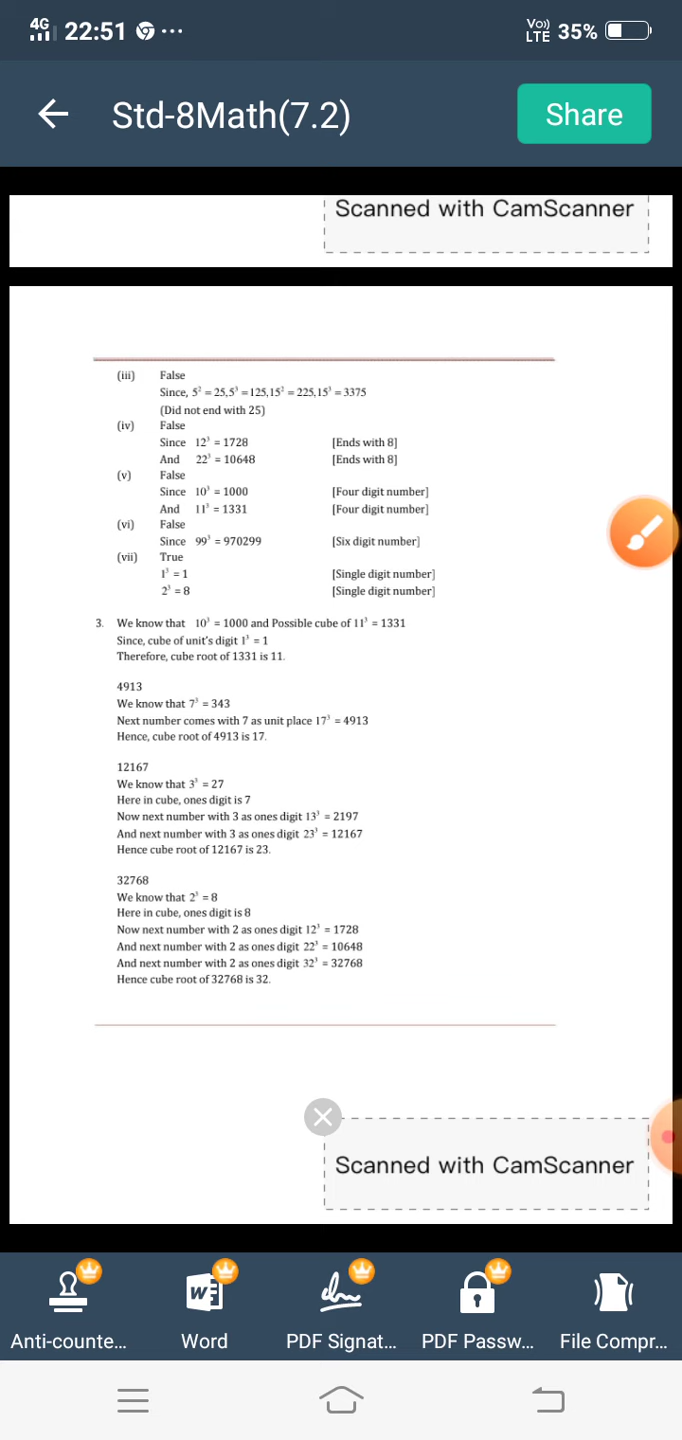 4G 22:51 ... Vo)) LTE 35%
Std-8Math(7.2) Share
Scanned with CamScanner
(iii) False
Since, 5² = 25,5³ =125,15² = 225,15³ = 3375
(Did not end with 25)
(iv) False
Since 12³ = 1728 [Ends with 8]
And 22³ = 10648 [Ends with 8]
(v) False
Since 10³ = 1000 [Four digit number]
And 11³ = 1331 [Four digit number]
(vi) False
Since 99³ = 970299 [Six digit number]
(vii) True
1³ = 1 [Single digit number]
2³ = 8 [Single digit number]
3. We know that 10³ = 1000 and Possible cube of 11³ = 1331
Since, cube of unit's digit 1³ = 1
Therefore, cube root of 1331 is 11.
4913
We know that 7³ = 343
Next number comes with 7 as unit place 17³ = 4913
Hence, cube root of 4913 is 17.
12167
We know that 3³ = 27
Here in cube, ones digit is 7
Now next number with 3 as ones digit 13³ = 2197
And next number with 3 as ones digit 23³ = 12167
Hence cube root of 12167 is 23.
32768
We know that 2³ = 8
Here in cube, ones digit is 8
Now next number with 2 as ones digit 12³ = 1728
And next number with 2 as ones digit 22³ = 10648
And next number with 2 as ones digit 32³ = 32768
Hence cube root of 32768 is 32.
Scanned with CamScanner
W
Anti-counte... Word PDF Signat... PDF Passw... File Compr...